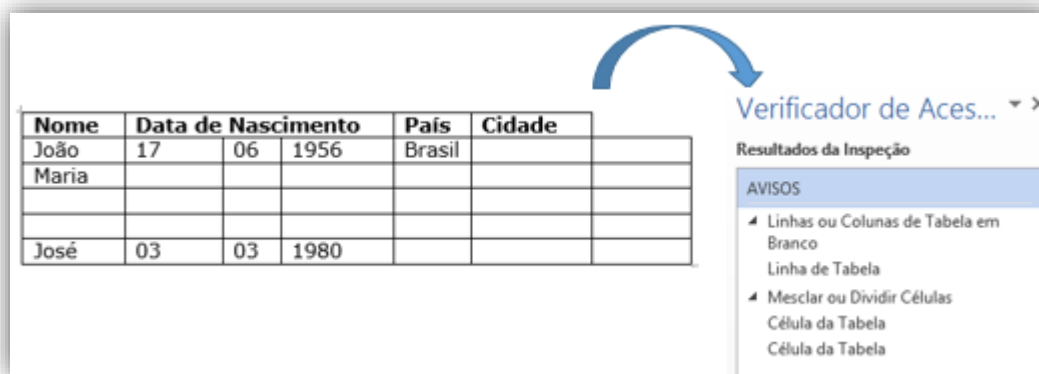 Nome Data de Nascimento País Cidade
João 17 06 1956 Brasil
Maria
José 03 03 1980
Verificador de Aces...
Resultados da Inspeção
AVISOS
Linhas ou Colunas de Tabela em
Branco
Linha de Tabela
Mesclar ou Dividir Células
Célula da Tabela
Célula da Tabela